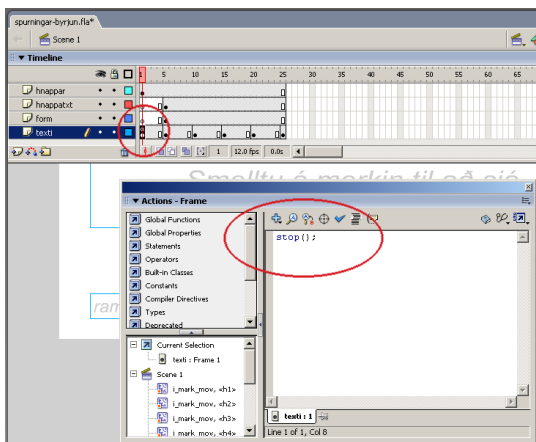 spurningar-byrjun.fla*
Scene 1
Timeline
1 5 10 15 20 25 30 35 40 45 50 55 60 65
hnappar
hnappatxt
form
texti
1 12.0 fps 0.0s
Smelltu á merkin til að sjá
ram
Actions - Frame
Global Functions
Global Properties
Statements
Operators
Built-in Classes
Constants
Compiler Directives
Types
Deprecated
stop();
Current Selection
texti : Frame 1
Scene 1
i_mark_mov, <h1>
i_mark_mov, <h2>
i_mark_mov, <h3>
i_mark_mov, <h4>
texti : 1
Line 1 of 1, Col 8